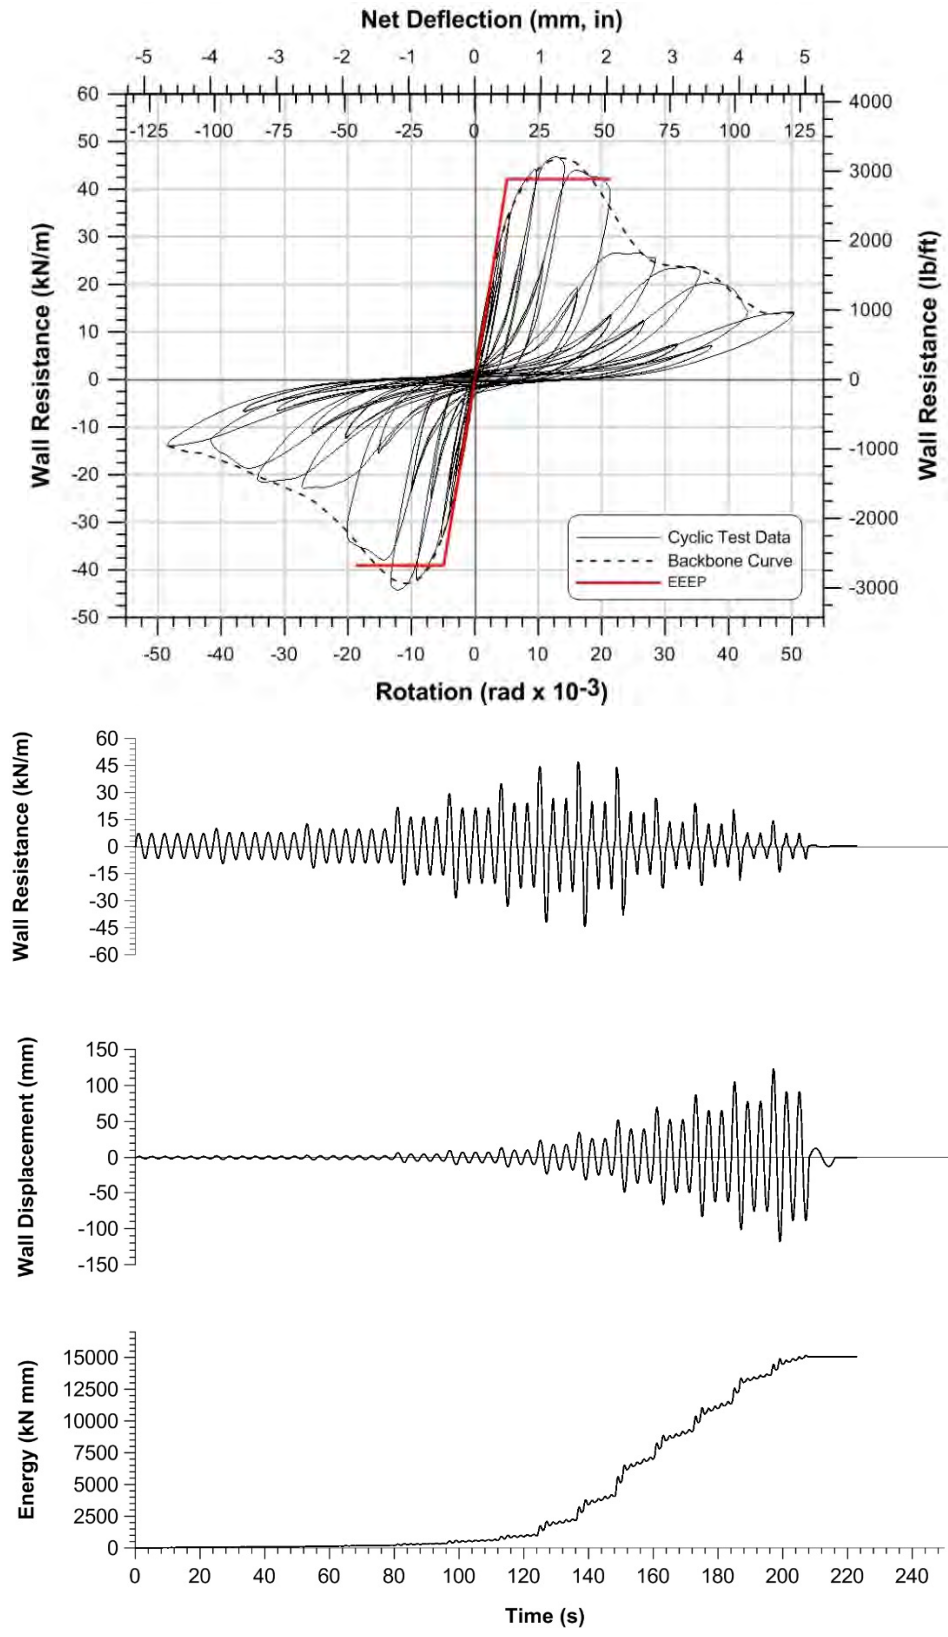 Net Deflection (mm, in)
-5 -4 -3 -2 -1 0 1 2 3 4 5
-125 -100 -75 -50 -25 0 25 50 75 100 125
60
50
40
30
20
10
0
-10
-20
-30
-40
-50
Wall Resistance (kN/m)
4000
3000
2000
1000
0
-1000
-2000
-3000
Wall Resistance (lb/ft)
Cyclic Test Data
Backbone Curve
EEEP
-50 -40 -30 -20 -10 0 10 20 30 40 50
Rotation (rad x 10-3)
60
45
30
15
0
-15
-30
-45
-60
Wall Resistance (kN/m)
150
100
50
0
-50
-100
-150
Wall Displacement (mm)
15000
12500
10000
7500
5000
2500
0
Energy (kN mm)
0 20 40 60 80 100 120 140 160 180 200 220 240
Time (s)